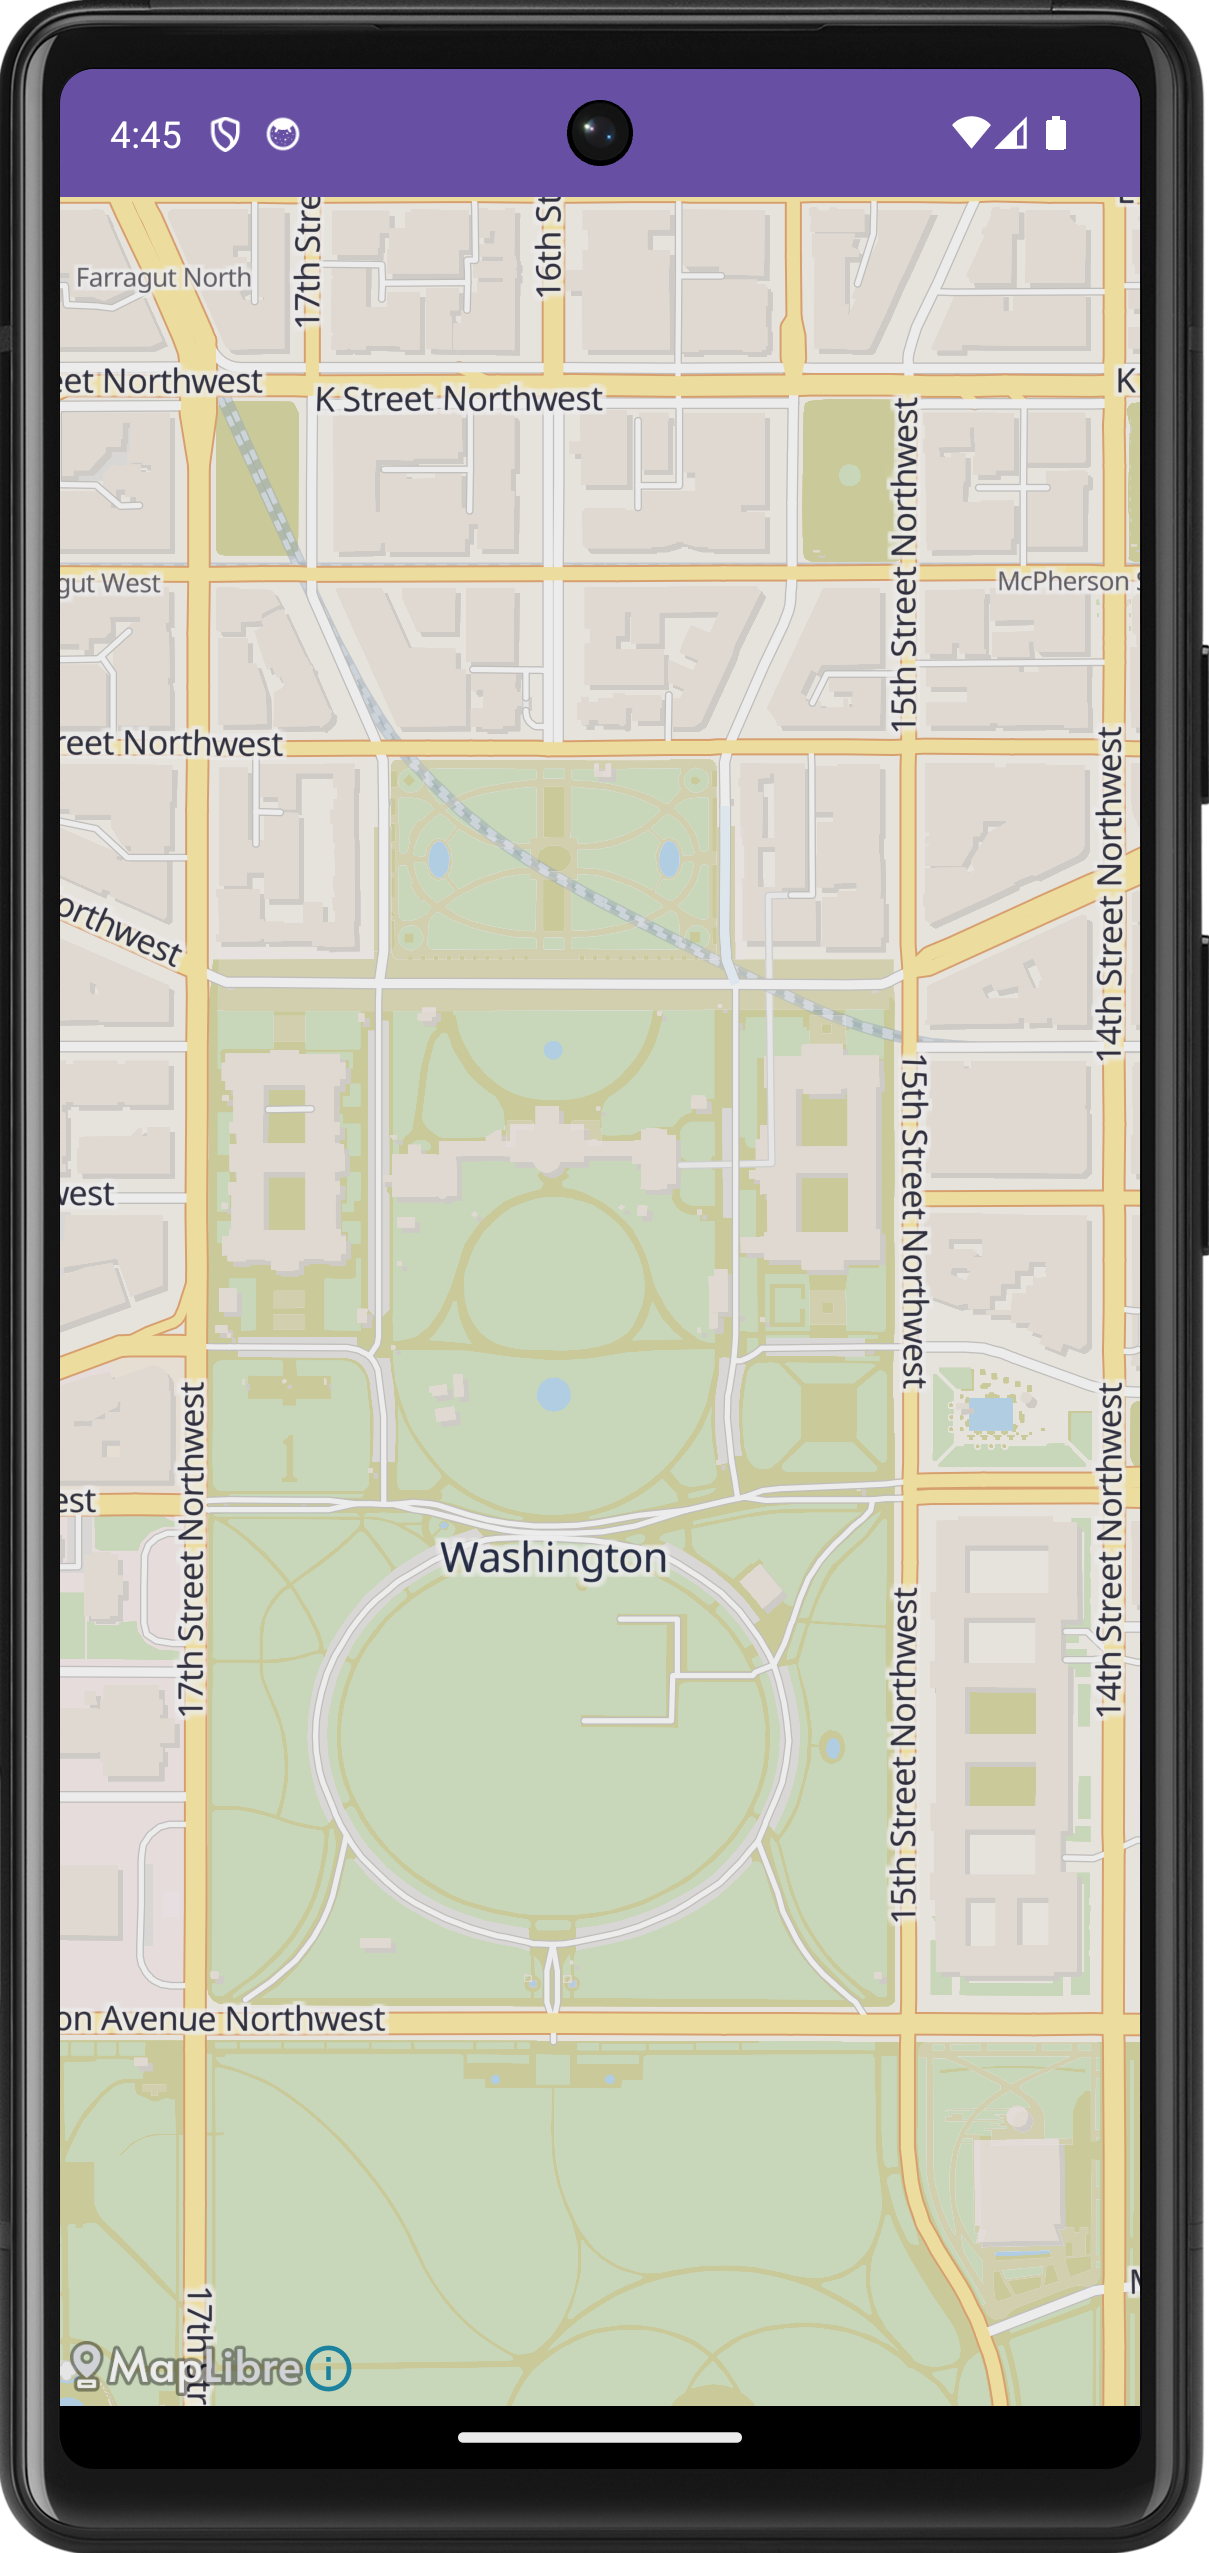 4:45
17th Stre
16th St
Farragut North
eet Northwest
K Street Northwest
K
15th Street Northwest
gut West
McPherson
reet Northwest
14th Street Northwest
orthwest
15th Street Northwest
west
17th Street Northwest
14th Street Northwest
est
Washington
15th Street Northwest
on Avenue Northwest
17th Str
MapLibre